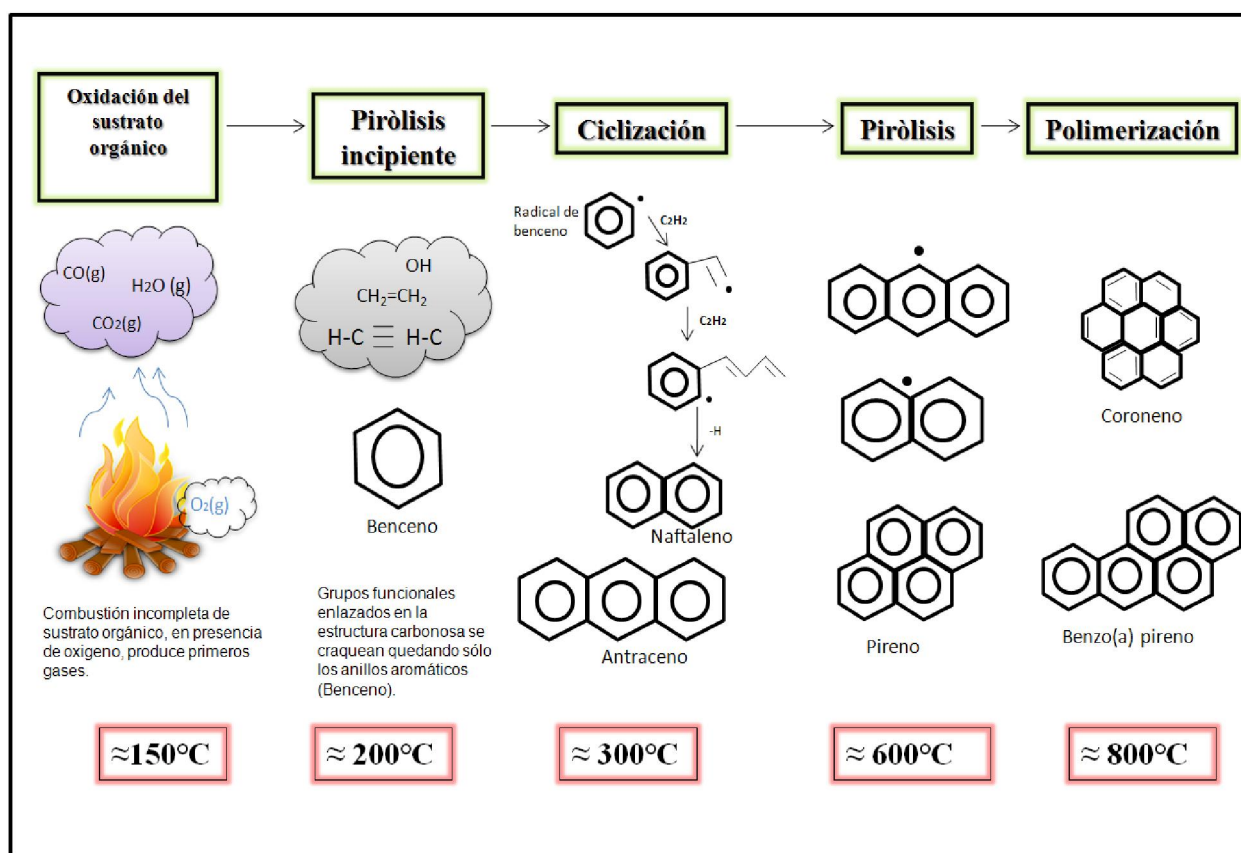 Oxidación del
sustrato
orgánico
Piròlisis
incipiente
Ciclización
Piròlisis
Polimerización
CO(g)
H2O (g)
CO2(g)
O2(g)
Combustión incompleta de
sustrato orgánico, en presencia
de oxigeno, produce primeros
gases.
OH
CH2=CH2
H-C ≡ H-C
Benceno
Grupos funcionales
enlazados en la
estructura carbonosa se
craquean quedando sólo
los anillos aromáticos
(Benceno).
Radical de
benceno
C2H2
C2H2
-H
Naftaleno
Antraceno
Pireno
Coroneno
Benzo(a) pireno
≈150°C
≈ 200°C
≈ 300°C
≈ 600°C
≈ 800°C